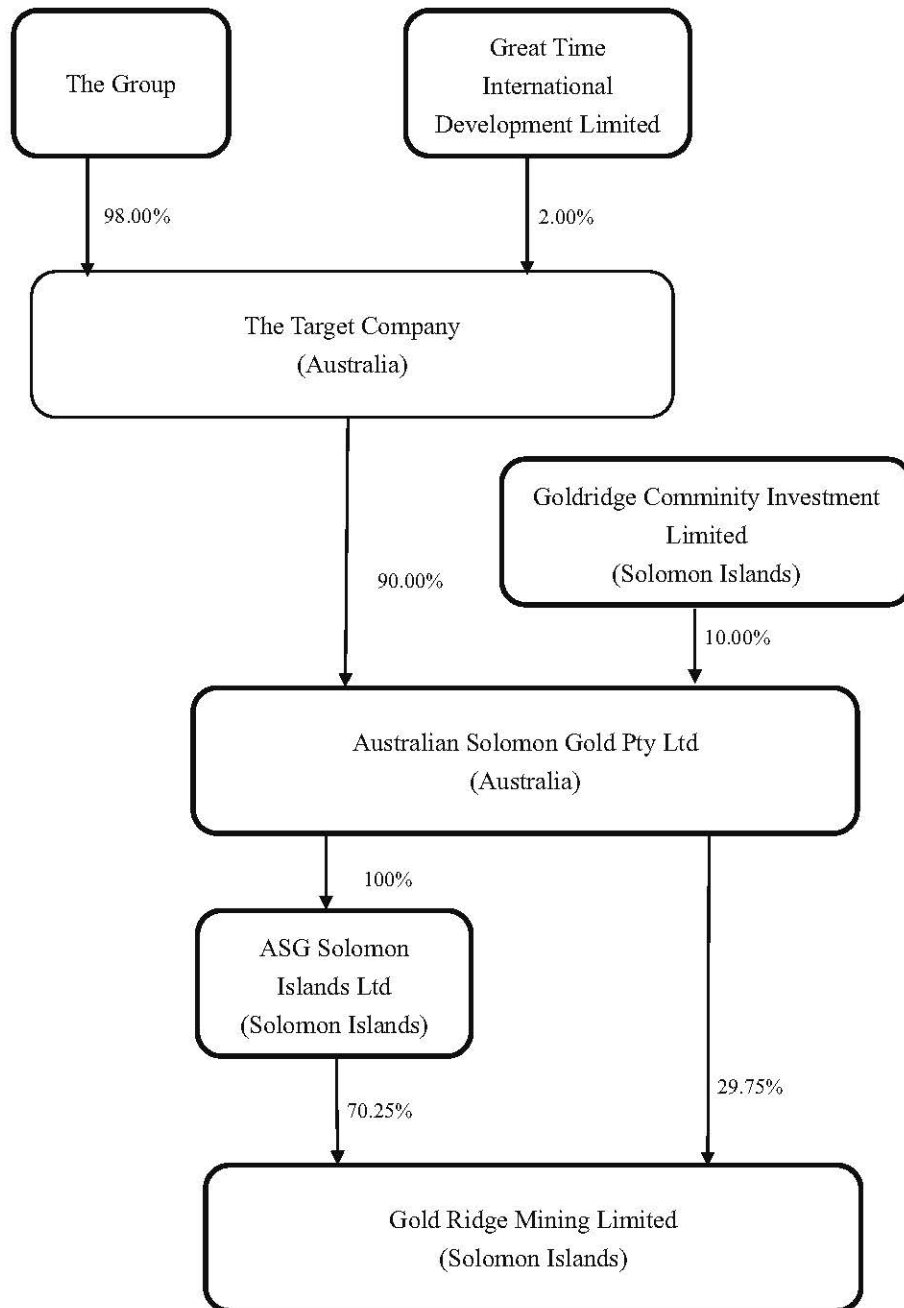 The Group
Great Time
International
Development Limited
98.00%
2.00%
The Target Company
(Australia)
Goldridge Comminity Investment
Limited
(Solomon Islands)
90.00%
10.00%
Australian Solomon Gold Pty Ltd
(Australia)
100%
ASG Solomon
Islands Ltd
(Solomon Islands)
29.75%
70.25%
Gold Ridge Mining Limited
(Solomon Islands)